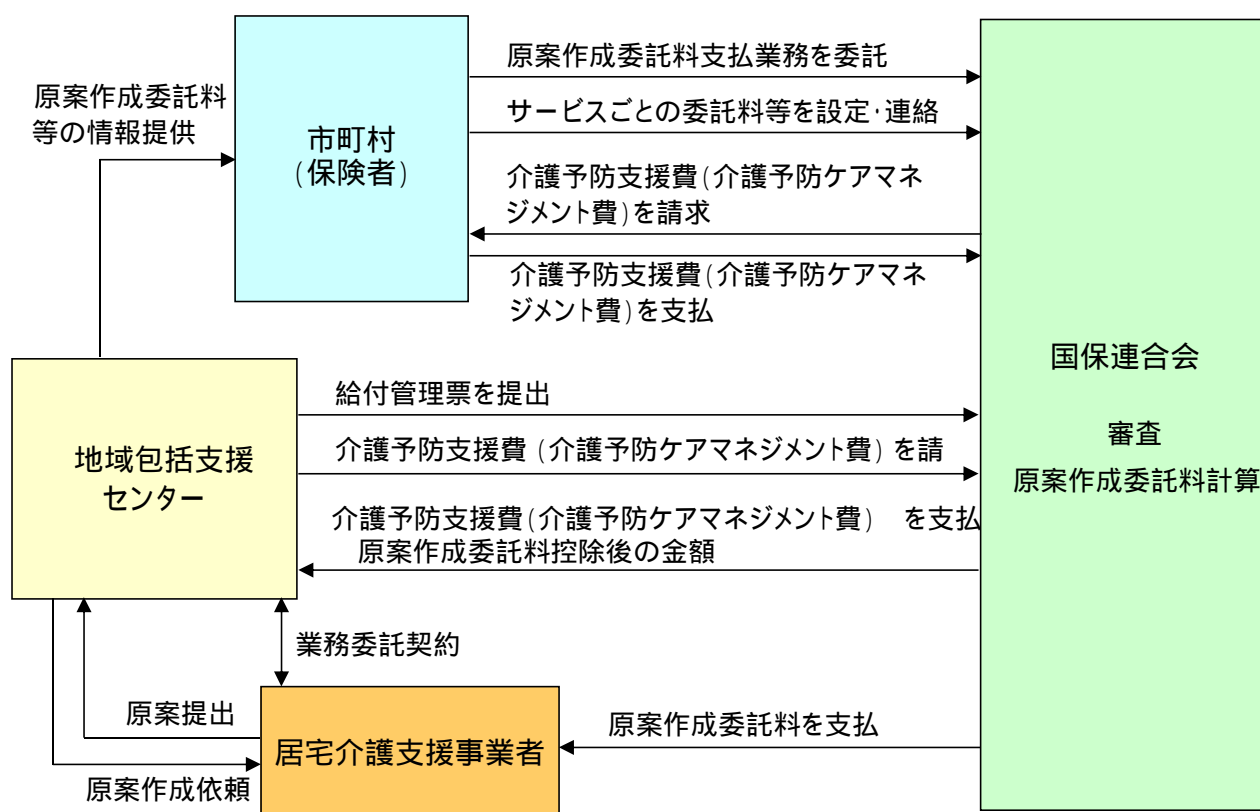 原案作成委託料支払業務を委託
原案作成委託料
等の情報提供
サービスごとの委託料等を設定・連絡
市町村
(保険者)
介護予防支援費(介護予防ケアマネ
ジメント費)を請求
介護予防支援費(介護予防ケアマネ
ジメント費)を支払
国保連合会
審査
原案作成委託料計算
給付管理票を提出
地域包括支援
センター
介護予防支援費 (介護予防ケアマネジメント費) を請
介護予防支援費(介護予防ケアマネジメント費) を支払
原案作成委託料控除後の金額
業務委託契約
原案提出
原案作成委託料を支払
居宅介護支援事業者
原案作成依頼